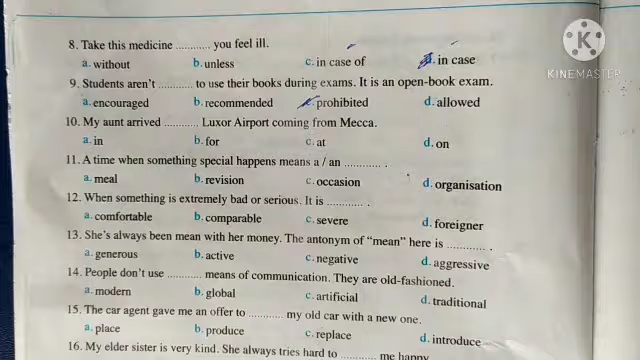 8. Take this medicine ............ you feel ill.
a. without b. unless c. in case of d. in case
9. Students aren't ............ to use their books during exams. It is an open-book exam.
a. encouraged b. recommended c. prohibited d. allowed
10. My aunt arrived ............ Luxor Airport coming from Mecca.
a. in b. for c. at d. on
11. A time when something special happens means a / an ............ .
a. meal b. revision c. occasion d. organisation
12. When something is extremely bad or serious. It is ............ .
a. comfortable b. comparable c. severe d. foreigner
13. She's always been mean with her money. The antonym of "mean" here is ............ .
a. generous b. active c. negative d. aggressive
14. People don't use ............ means of communication. They are old-fashioned.
a. modern b. global c. artificial d. traditional
15. The car agent gave me an offer to ............ my old car with a new one.
a. place b. produce c. replace d. introduce
16. My elder sister is very kind. She always tries hard to ............ me happy
KINEMASTER